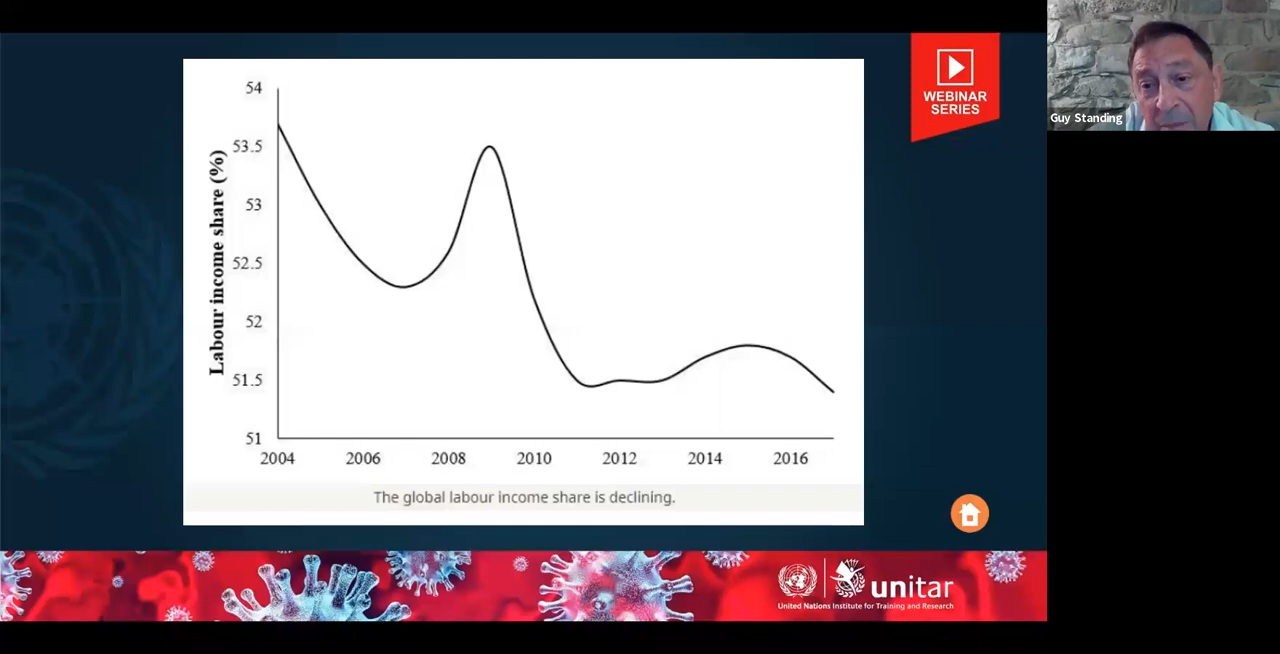 WEBINAR
SERIES
Guy Standing
Labour income share (%)
54
53.5
53
52.5
52
51.5
51
2004 2006 2008 2010 2012 2014 2016
The global labour income share is declining.
unitar
United Nations Institute for Training and Research